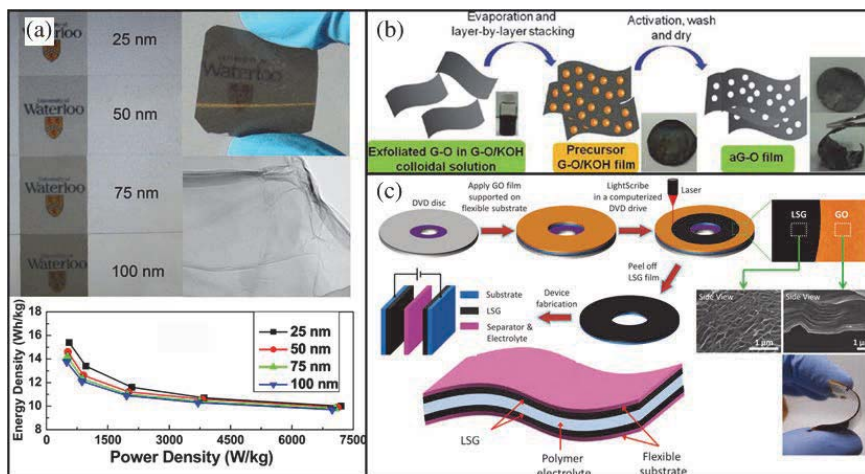 (a)
25 nm
50 nm
75 nm
100 nm
University of
Waterloo
Waterloo
Waterloo
Waterloo
Waterloo
Energy Density (Wh/kg)
18
16
14
12
10
8
0
1500
3000
4500
6000
7500
Power Density (W/kg)
25 nm
50 nm
75 nm
100 nm
(b)
Evaporation and
layer-by-layer stacking
Activation, wash
and dry
Exfoliated G-O in G-O/KOH
colloidal solution
Precursor
G-O/KOH film
aG-O film
(c)
DVD disc
Apply GO film
supported on
flexible substrate
LightScribe
in a computerized
DVD drive
Laser
LSG
GO
Peel off
LSG film
Device
fabrication
Substrate
LSG
Separator &
Electrolyte
Side View
1 µm
Side View
LSG
Polymer
electrolyte
Flexible
substrate